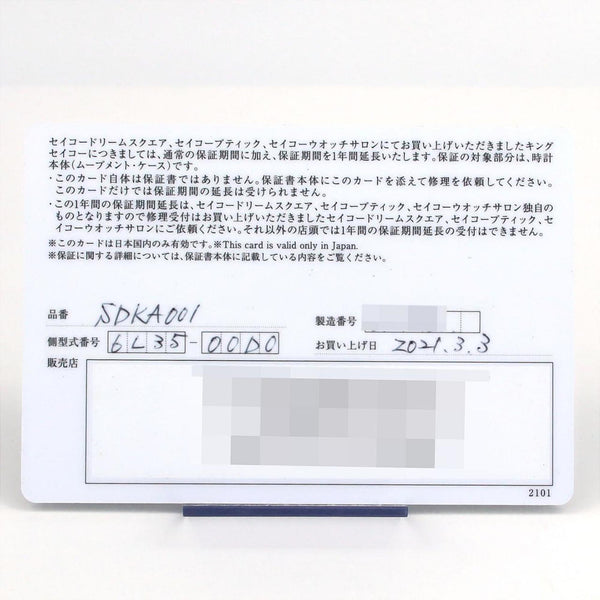 セイコードリームスクエア、セイコーブティック、セイコーウオッチサロンにてお買い上げいただきましたキング
セイコーにつきましては、通常の保証期間に加え、保証期間を1年間延長いたします。保証の対象部分は、時計
本体(ムーブメント・ケース)です。
・このカード自体は保証書ではありません。保証書本体にこのカードを添えて修理を依頼してください。
このカードだけでは保証期間の延長は受けられません。
・この1年間の保証期間延長は、セイコードリームスクエア、セイコーブティック、セイコーウオッチサロン独自の
ものとなりますので修理受付はお買い上げいただきましたセイコードリームスクエア、セイコーブティック、セ
イコーウオッチサロンにご依頼ください。それ以外の店頭では1年間の保証期間延長の受付はできません。
※このカードは日本国内のみ有効です。※This card is valid only in Japan.
※保証に関する詳細については、保証書本体に記載している内容をご覧ください。
品番 SDKA001 製造番号
側型式番号 6L35-00D0 お買い上げ日 2021.3.3
販売店
2101